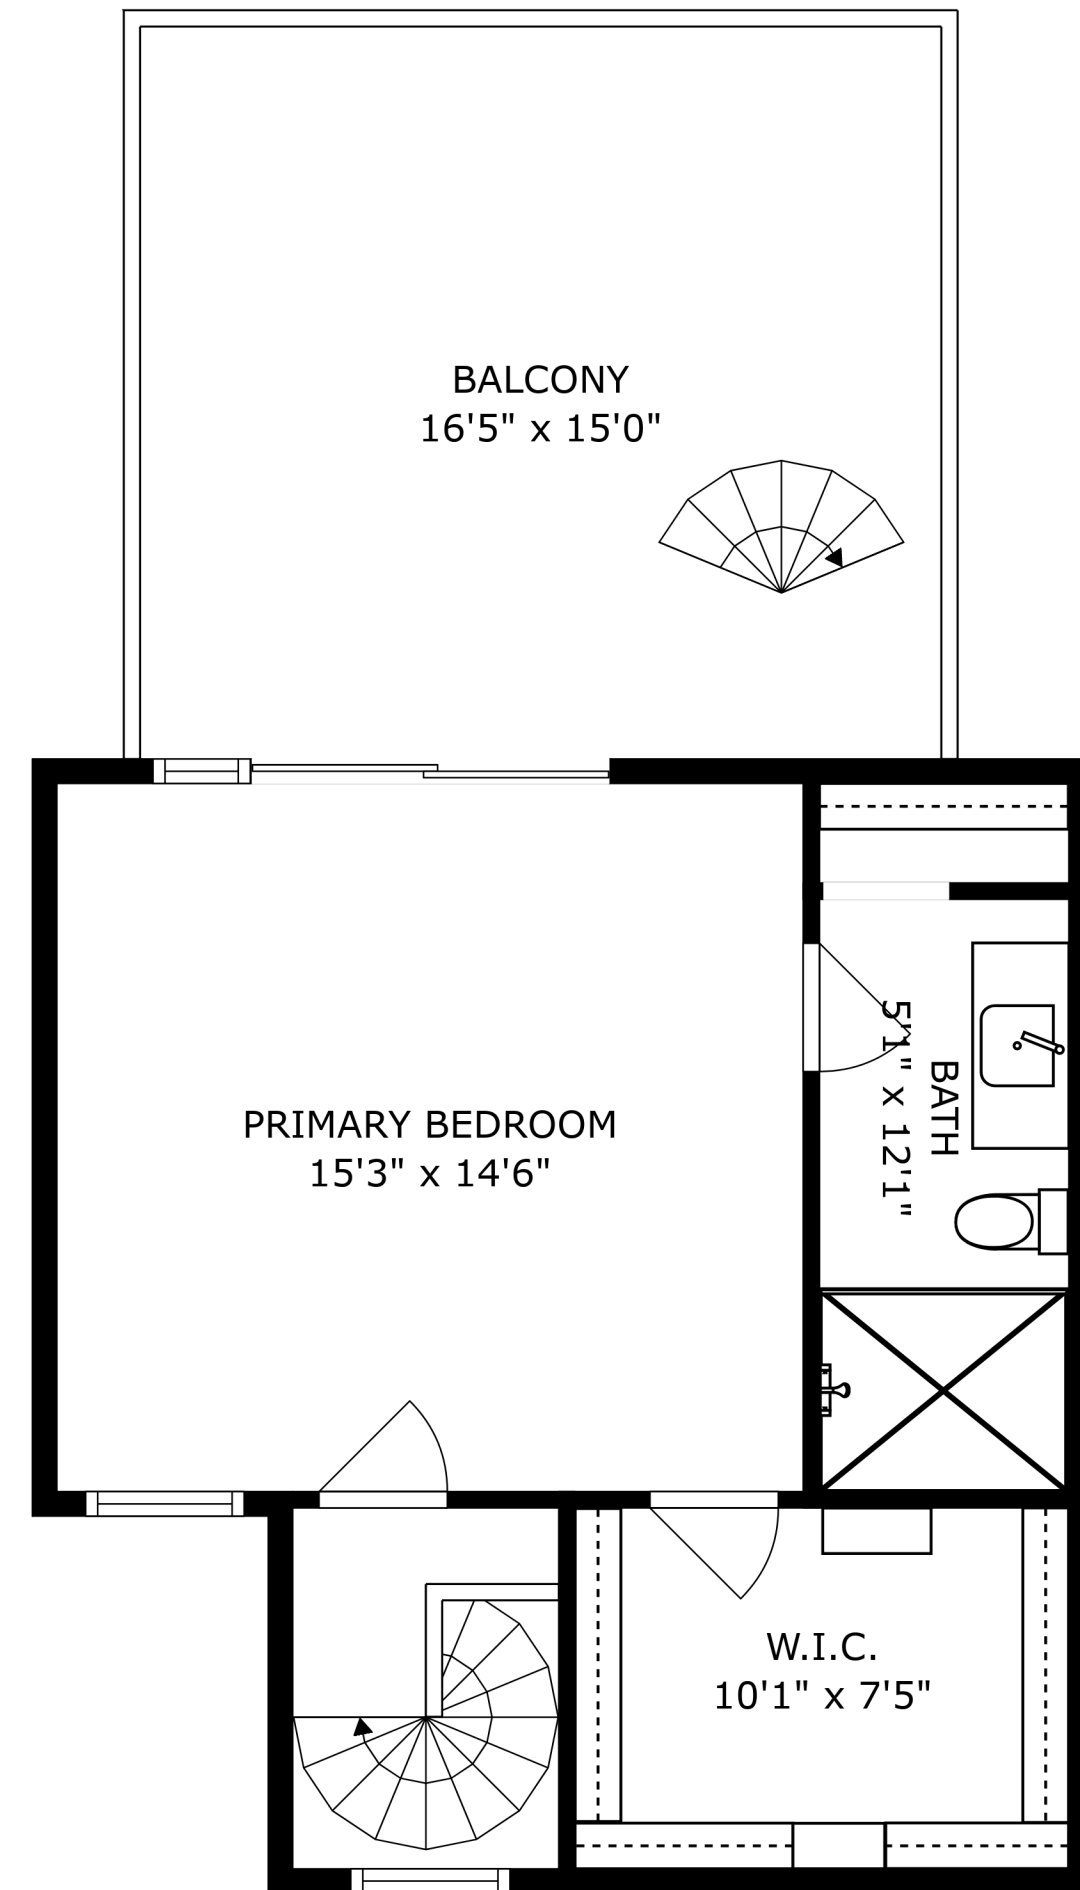 BALCONY
16'5" x 15'0"
PRIMARY BEDROOM
15'3" x 14'6"
BATH
5'1" x 12'1"
W.I.C.
10'1" x 7'5"